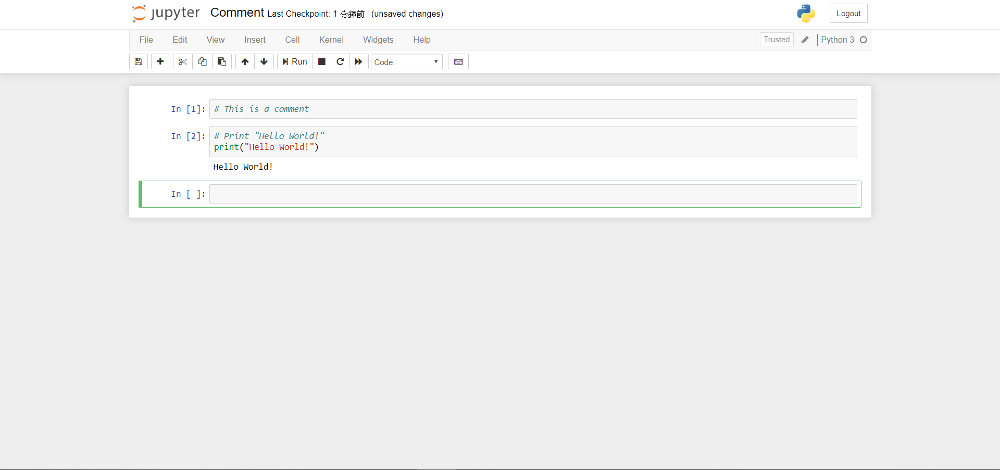 jupyter Comment Last Checkpoint: 1 分鐘前 (unsaved changes) Logout
File Edit View Insert Cell Kernel Widgets Help Trusted Python 3
Run Code
In [1]: # This is a comment
In [2]: # Print "Hello World!"
print("Hello World!")
Hello World!
In [ ]: